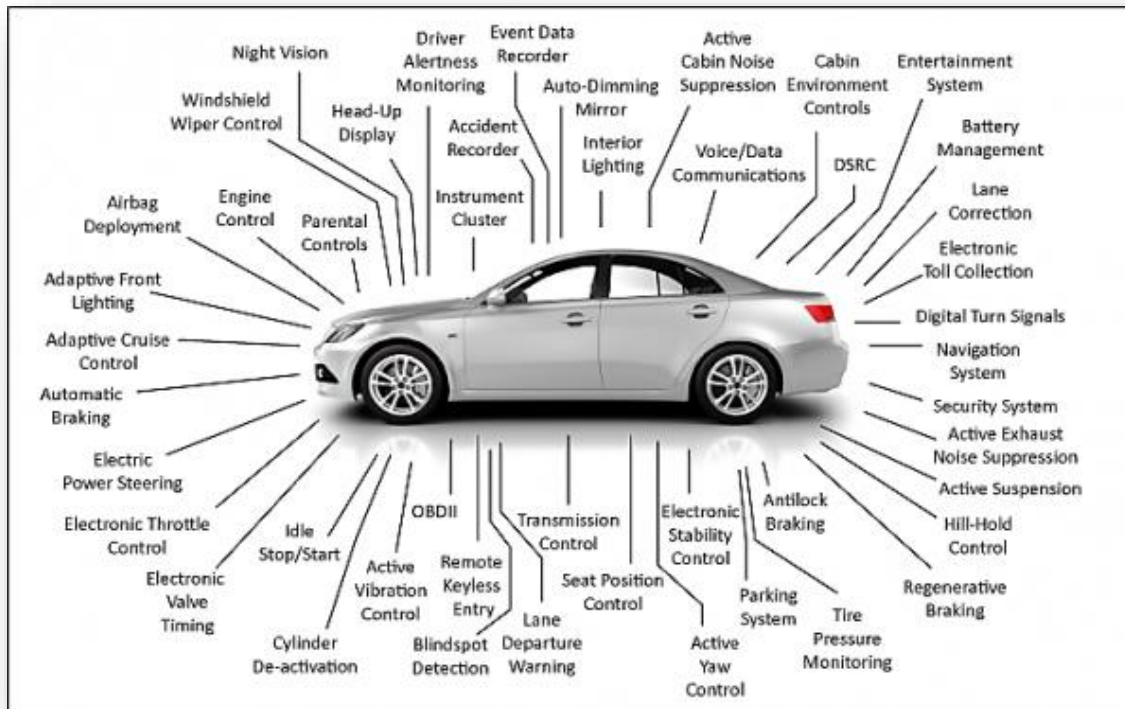 Night Vision
Driver
Alertness
Monitoring
Event Data
Recorder
Active
Cabin Noise
Suppression
Cabin
Environment
Controls
Entertainment
System
Windshield
Wiper Control
Head-Up
Display
Accident
Recorder
Auto-Dimming
Mirror
Interior
Lighting
Voice/Data
Communications
DSRC
Battery
Management
Airbag
Deployment
Engine
Control
Parental
Controls
Instrument
Cluster
Lane
Correction
Electronic
Toll Collection
Adaptive Front
Lighting
Digital Turn Signals
Adaptive Cruise
Control
Navigation
System
Automatic
Braking
Security System
Electric
Power Steering
Active Exhaust
Noise Suppression
Active Suspension
Electronic Throttle
Control
Idle
Stop/Start
OBDII
Transmission
Control
Electronic
Stability
Control
Antilock
Braking
Hill-Hold
Control
Electronic
Valve
Timing
Active
Vibration
Control
Remote
Keyless
Entry
Seat Position
Control
Parking
System
Regenerative
Braking
Cylinder
De-activation
Blindspot
Detection
Lane
Departure
Warning
Active
Yaw
Control
Tire
Pressure
Monitoring